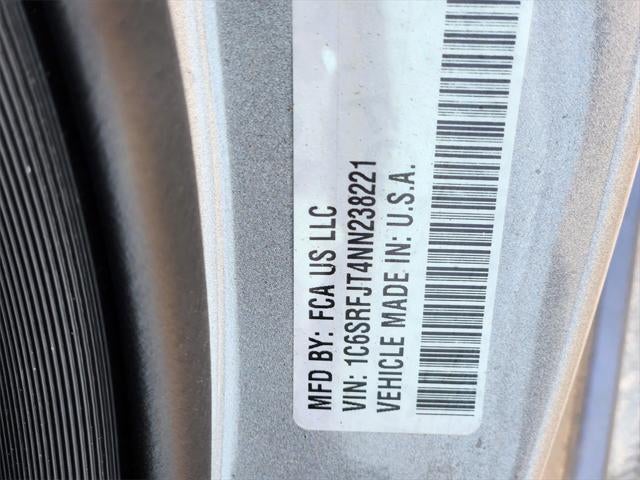 MFD BY: FCA US LLC
VIN: 1C6SRFJT4NN238221
VEHICLE MADE IN: U.S.A.